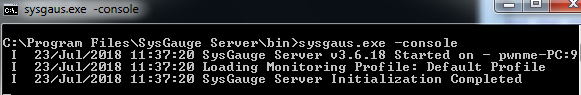 sysgaus.exe -console
C:\Program Files\SysGauge Server\bin>sysgaus.exe -console
I 23/Jul/2018 11:37:20 SysGauge Server v3.6.18 Started on - pwnme-PC:9
I 23/Jul/2018 11:37:20 Loading Monitoring Profile: Default Profile
I 23/Jul/2018 11:37:20 SysGauge Server Initialization Completed